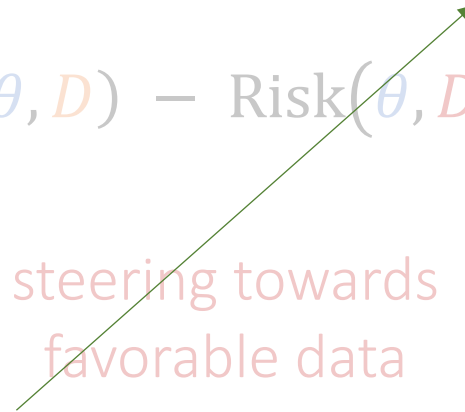 θ, D) − Risk(θ, D
steering towards
favorable data